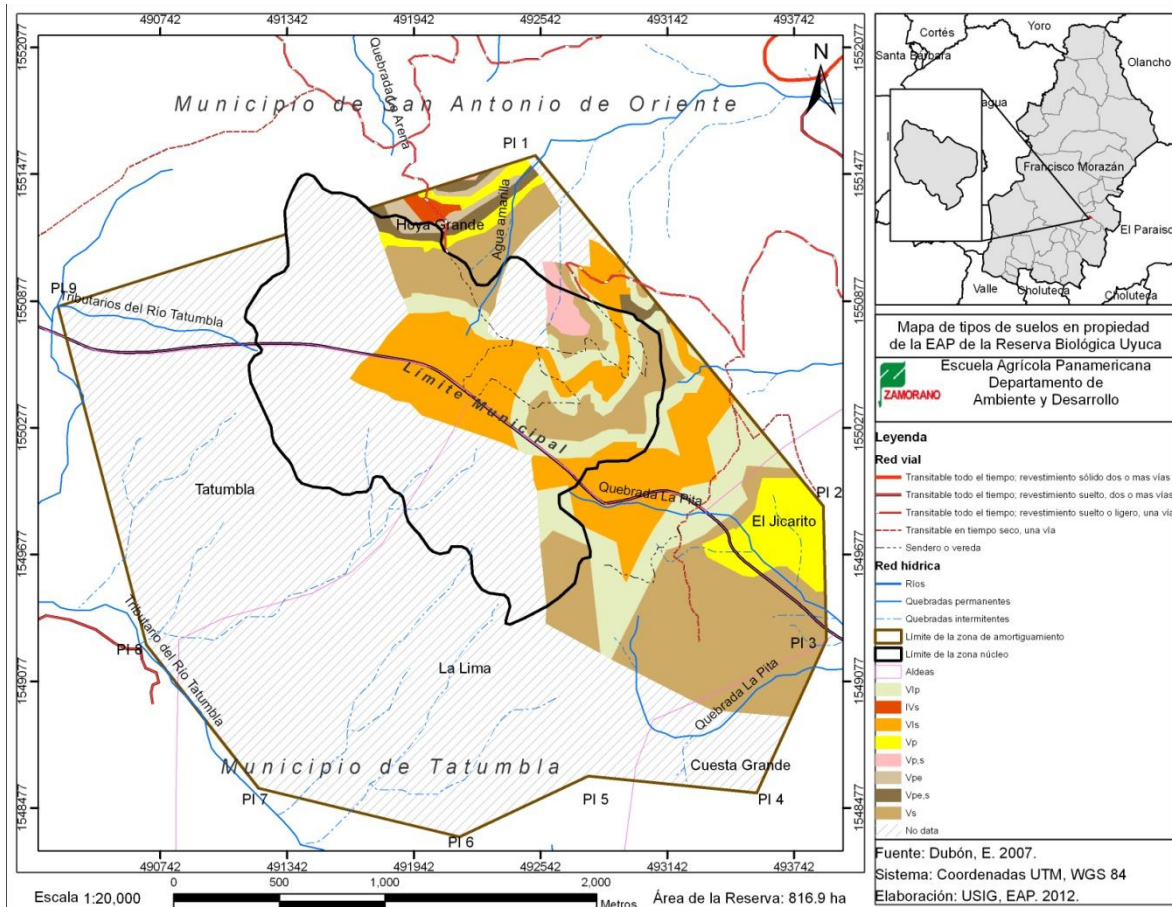 490742 491342 491942 492542 493142 493742
1552077
1551477
1550877
1550277
1549677
1549077
1548477
N
Municipio de San Antonio de Oriente
Quebrada La Arena
PI 1
Hoya Grande
Agua amarilla
PI 9
Tributarios del Río Tatumbla
Límite Municipal
Quebrada La Pita
PI 2
El Jicarito
Tatumbla
PI 3
PI 8
Tributario del Río Tatumbla
La Lima
Quebrada La Pita
Municipio de Tatumbla
Cuesta Grande
PI 7
PI 5
PI 4
PI 6
1552077
1551477
1550877
1550277
1549677
1549077
1548477
490742 491342 491942 492542 493142 493742
Escala 1:20,000
0 500 1,000 2,000
Metros
Área de la Reserva: 816.9 ha
Cortés
Yoro
Santa Bárbara
Olancho
agua
Francisco Morazán
El Paraiso
Valle
Choluteca
Choluteca
Mapa de tipos de suelos en propiedad
de la EAP de la Reserva Biológica Uyuca
ZAMORANO
Escuela Agrícola Panamericana
Departamento de
Ambiente y Desarrollo
Leyenda
Red vial
Transitable todo el tiempo; revestimiento sólido dos o mas vías
Transitable todo el tiempo; revestimiento suelto, dos o mas vías
Transitable todo el tiempo; revestimiento suelto o ligero, una vía
Transitable en tiempo seco, una vía
Sendero o vereda
Red hídrica
Ríos
Quebradas permanentes
Quebradas intermitentes
Límite de la zona de amortiguamiento
Límite de la zona núcleo
Aldeas
VIp
IVs
VIs
Vp
Vp,s
Vpe
Vpe,s
Vs
No data
Fuente: Dubón, E. 2007.
Sistema: Coordenadas UTM, WGS 84
Elaboración: USIG, EAP. 2012.